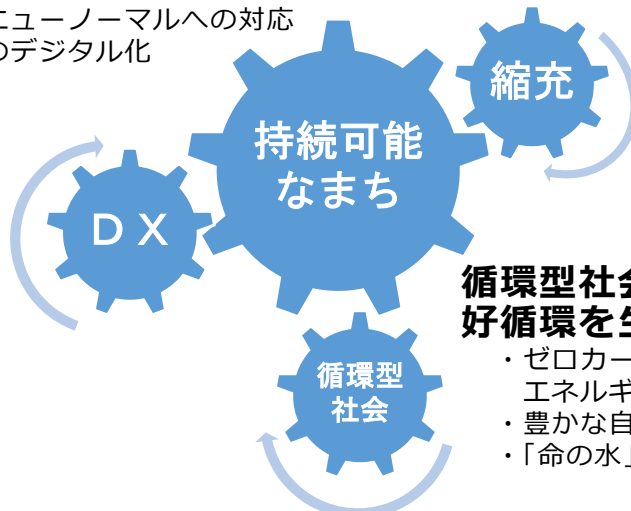 ニューノーマルへの対応
のデジタル化
縮充
持続可能
なまち
ＤＸ
循環型社会
好循環を生
・ゼロカー
エネルギ
・豊かな自
・「命の水」
循環型
社会